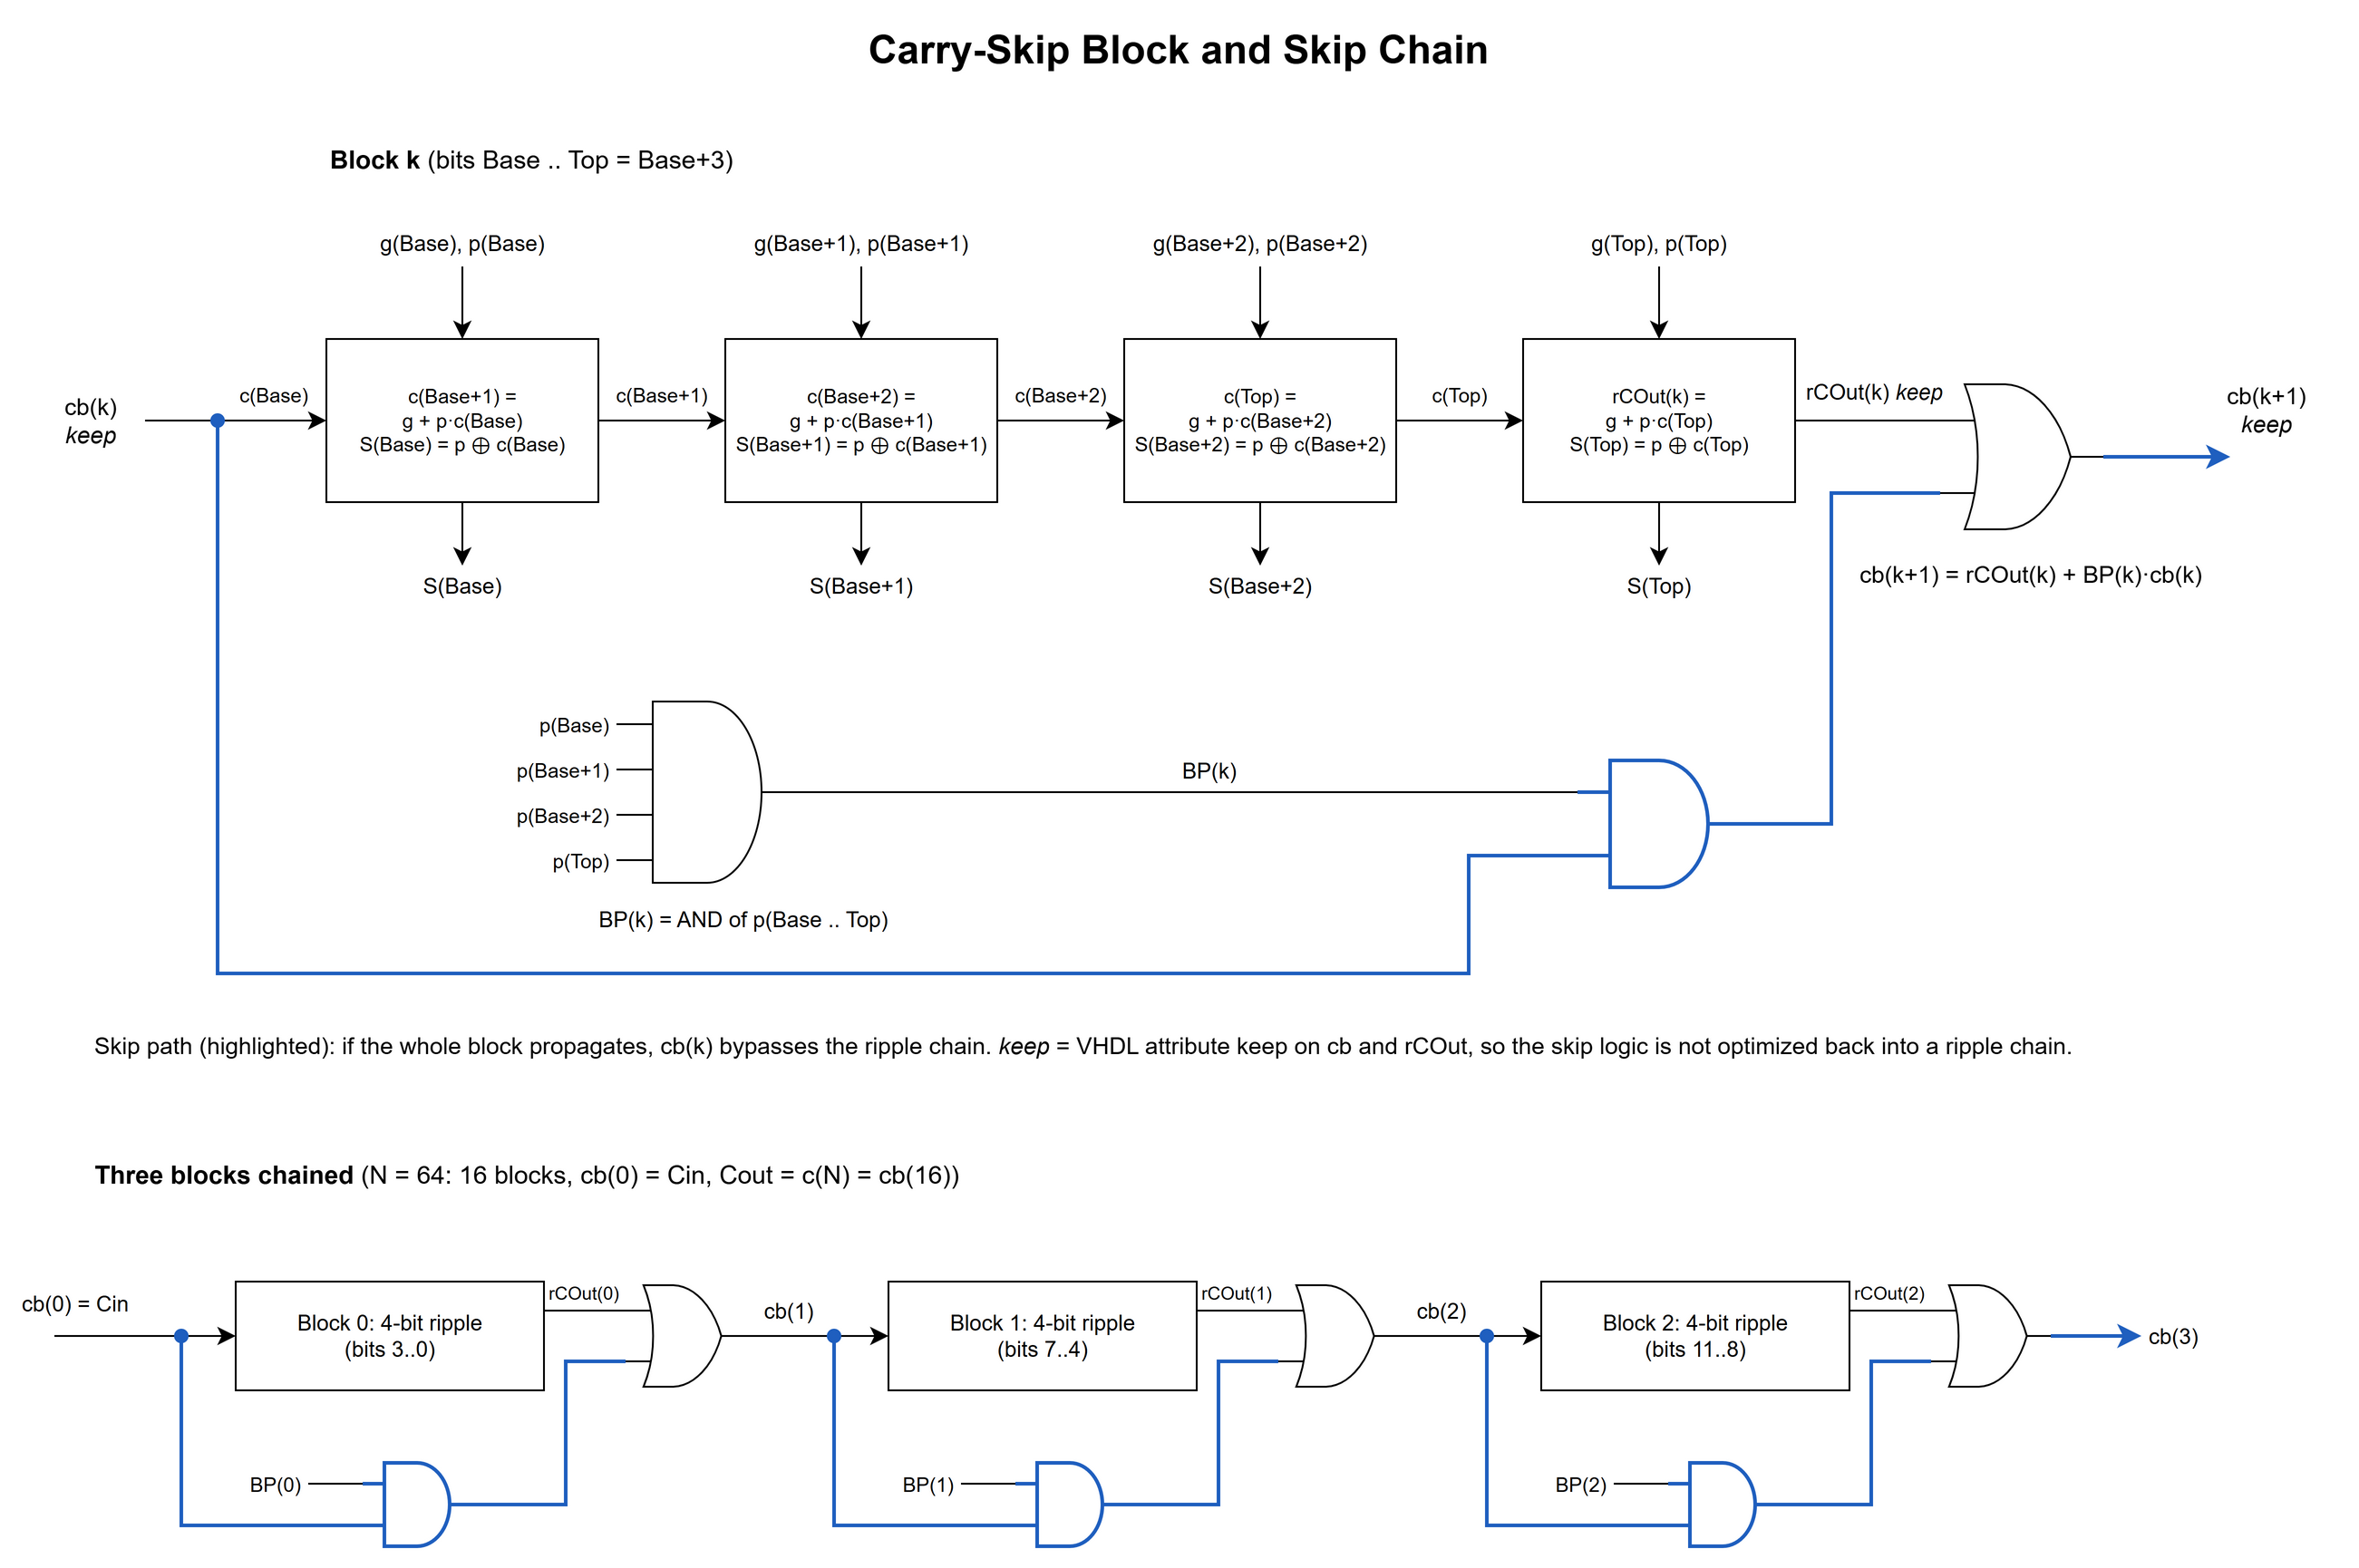 Carry-Skip Block and Skip Chain
Block k (bits Base .. Top = Base+3)
g(Base), p(Base)
g(Base+1), p(Base+1)
g(Base+2), p(Base+2)
g(Top), p(Top)
cb(k)
keep
c(Base)
c(Base+1) =
g + p·c(Base)
S(Base) = p ⊕ c(Base)
c(Base+1)
c(Base+2) =
g + p·c(Base+1)
S(Base+1) = p ⊕ c(Base+1)
c(Base+2)
c(Top) =
g + p·c(Base+2)
S(Base+2) = p ⊕ c(Base+2)
c(Top)
rCOut(k) =
g + p·c(Top)
S(Top) = p ⊕ c(Top)
rCOut(k) keep
cb(k+1)
keep
S(Base)
S(Base+1)
S(Base+2)
S(Top)
cb(k+1) = rCOut(k) + BP(k)·cb(k)
p(Base)
p(Base+1)
p(Base+2)
p(Top)
BP(k)
BP(k) = AND of p(Base .. Top)
Skip path (highlighted): if the whole block propagates, cb(k) bypasses the ripple chain. keep = VHDL attribute keep on cb and rCOut, so the skip logic is not optimized back into a ripple chain.
Three blocks chained (N = 64: 16 blocks, cb(0) = Cin, Cout = c(N) = cb(16))
cb(0) = Cin
Block 0: 4-bit ripple
(bits 3..0)
rCOut(0)
cb(1)
Block 1: 4-bit ripple
(bits 7..4)
rCOut(1)
cb(2)
Block 2: 4-bit ripple
(bits 11..8)
rCOut(2)
cb(3)
BP(0)
BP(1)
BP(2)